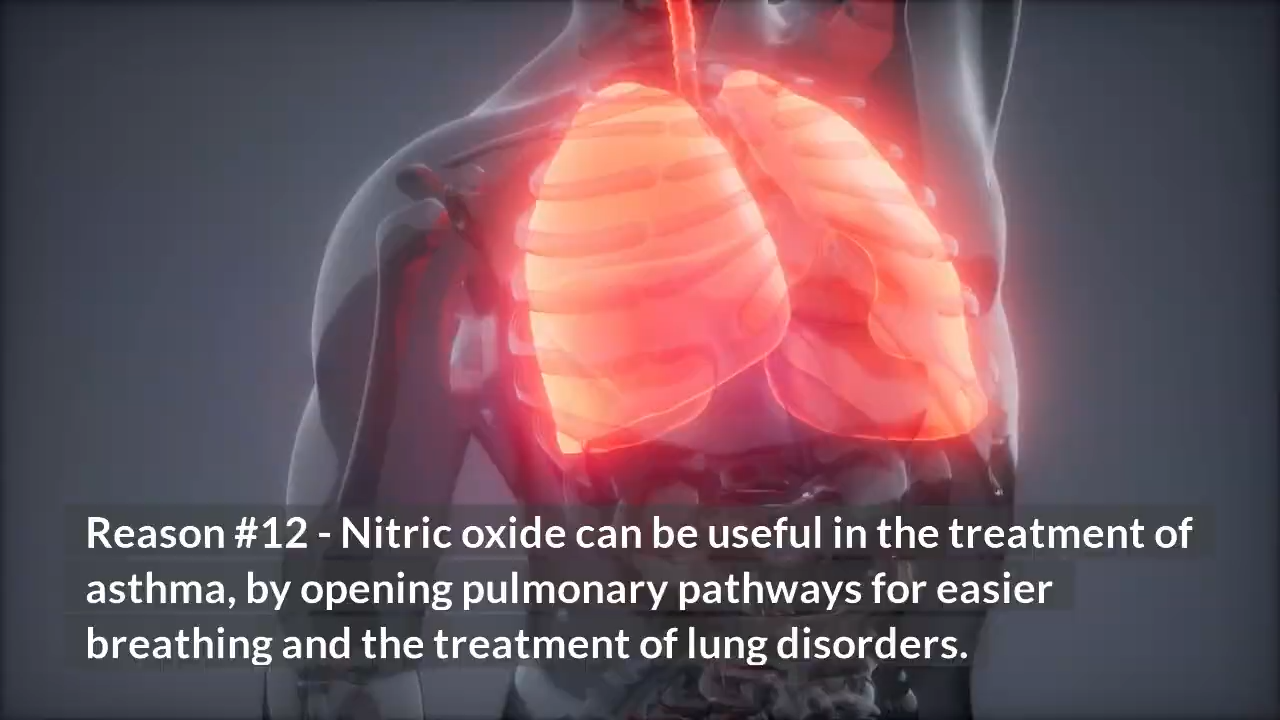 Reason #12 - Nitric oxide can be useful in the treatment of
asthma, by opening pulmonary pathways for easier
breathing and the treatment of lung disorders.